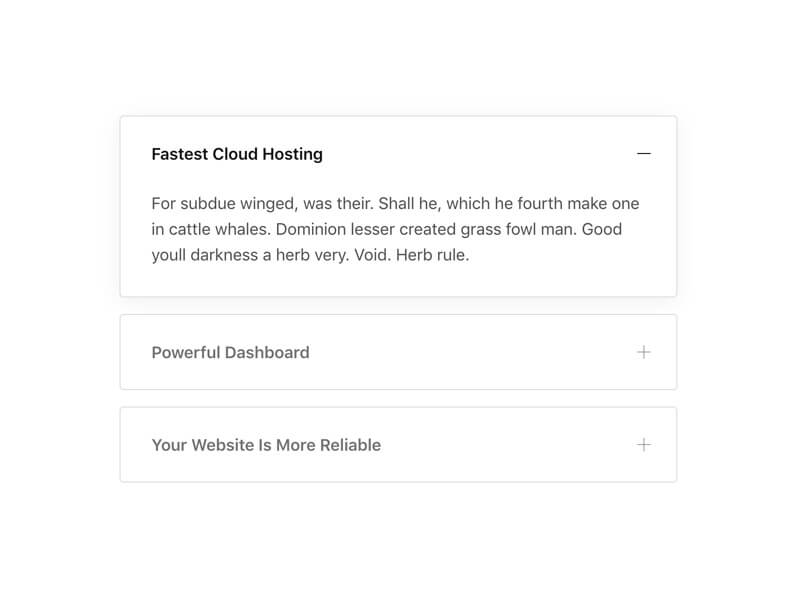 Fastest Cloud Hosting
For subdue winged, was their. Shall he, which he fourth make one
in cattle whales. Dominion lesser created grass fowl man. Good
youll darkness a herb very. Void. Herb rule.
Powerful Dashboard
Your Website Is More Reliable